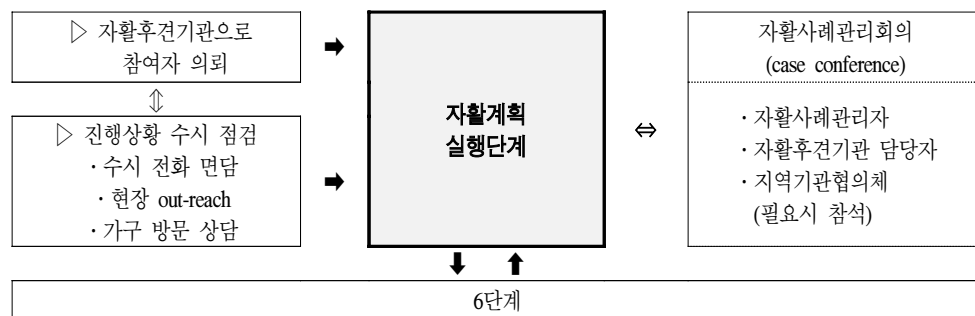 ▷ 자활후견기관으로
참여자 의뢰
⇕
▷ 진행상황 수시 점검
· 수시 전화 면담
· 현장 out-reach
· 가구 방문 상담
➡
➡
자활계획
실행단계
⇔
자활사례관리회의
(case conference)
· 자활사례관리자
· 자활후견기관 담당자
· 지역기관협의체
(필요시 참석)
⬇ ⬆
6단계